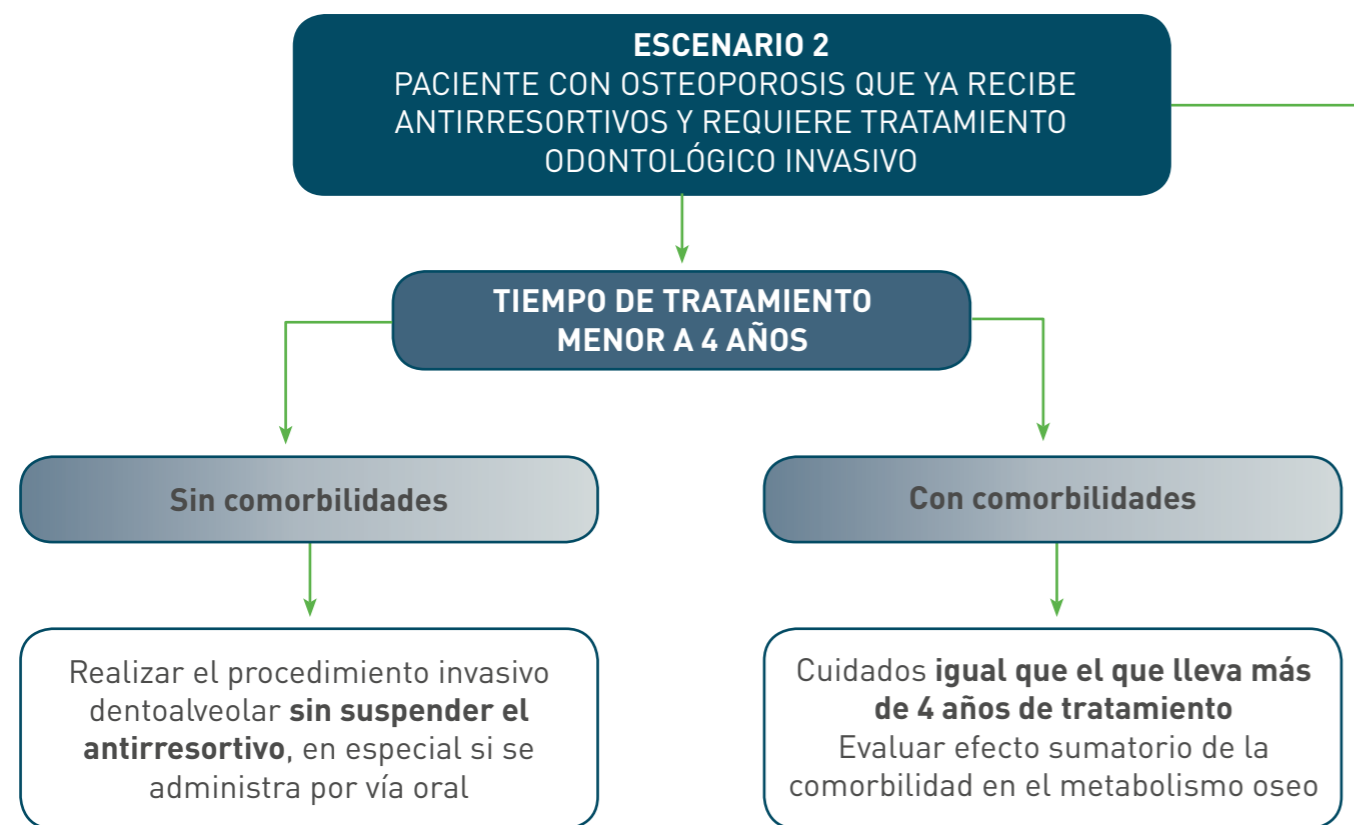 ESCENARIO 2
PACIENTE CON OSTEOPOROSIS QUE YA RECIBE
ANTIRRESORTIVOS Y REQUIERE TRATAMIENTO
ODONTOLÓGICO INVASIVO
TIEMPO DE TRATAMIENTO
MENOR A 4 AÑOS
Sin comorbilidades
Con comorbilidades
Realizar el procedimiento invasivo
dentoalveolar sin suspender el
antirresortivo, en especial si se
administra por vía oral
Cuidados igual que el que lleva más
de 4 años de tratamiento
Evaluar efecto sumatorio de la
comorbilidad en el metabolismo oseo